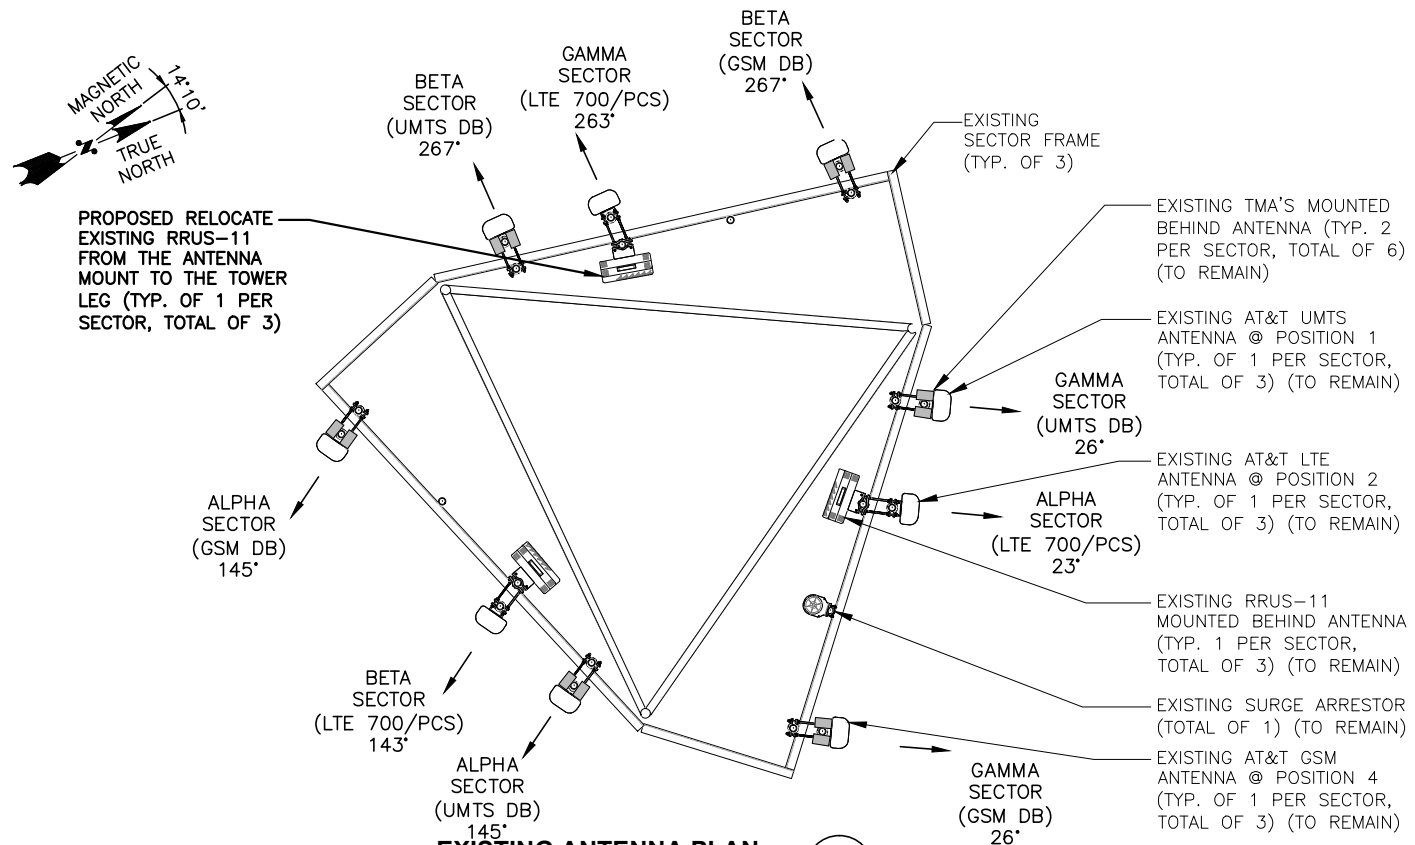 BETA
SECTOR
(GSM DB)
267°
GAMMA
SECTOR
(LTE 700/PCS)
263°
BETA
SECTOR
(UMTS DB)
267°
MAGNETIC
NORTH
14°10'
TRUE
NORTH
N
EXISTING
SECTOR FRAME
(TYP. OF 3)
PROPOSED RELOCATE
EXISTING RRUS-11
FROM THE ANTENNA
MOUNT TO THE TOWER
LEG (TYP. OF 1 PER
SECTOR, TOTAL OF 3)
EXISTING TMA'S MOUNTED
BEHIND ANTENNA (TYP. 2
PER SECTOR, TOTAL OF 6)
(TO REMAIN)
EXISTING AT&T UMTS
ANTENNA @ POSITION 1
(TYP. OF 1 PER SECTOR,
TOTAL OF 3) (TO REMAIN)
GAMMA
SECTOR
(UMTS DB)
26°
EXISTING AT&T LTE
ANTENNA @ POSITION 2
(TYP. OF 1 PER SECTOR,
TOTAL OF 3) (TO REMAIN)
ALPHA
SECTOR
(GSM DB)
145°
ALPHA
SECTOR
(LTE 700/PCS)
23°
EXISTING RRUS-11
MOUNTED BEHIND ANTENNA
(TYP. 1 PER SECTOR,
TOTAL OF 3) (TO REMAIN)
BETA
SECTOR
(LTE 700/PCS)
143°
EXISTING SURGE ARRESTOR
(TOTAL OF 1) (TO REMAIN)
EXISTING AT&T GSM
ANTENNA @ POSITION 4
(TYP. OF 1 PER SECTOR,
TOTAL OF 3) (TO REMAIN)
ALPHA
SECTOR
(UMTS DB)
145°
GAMMA
SECTOR
(GSM DB)
26°
EXISTING ANTENNA PLAN